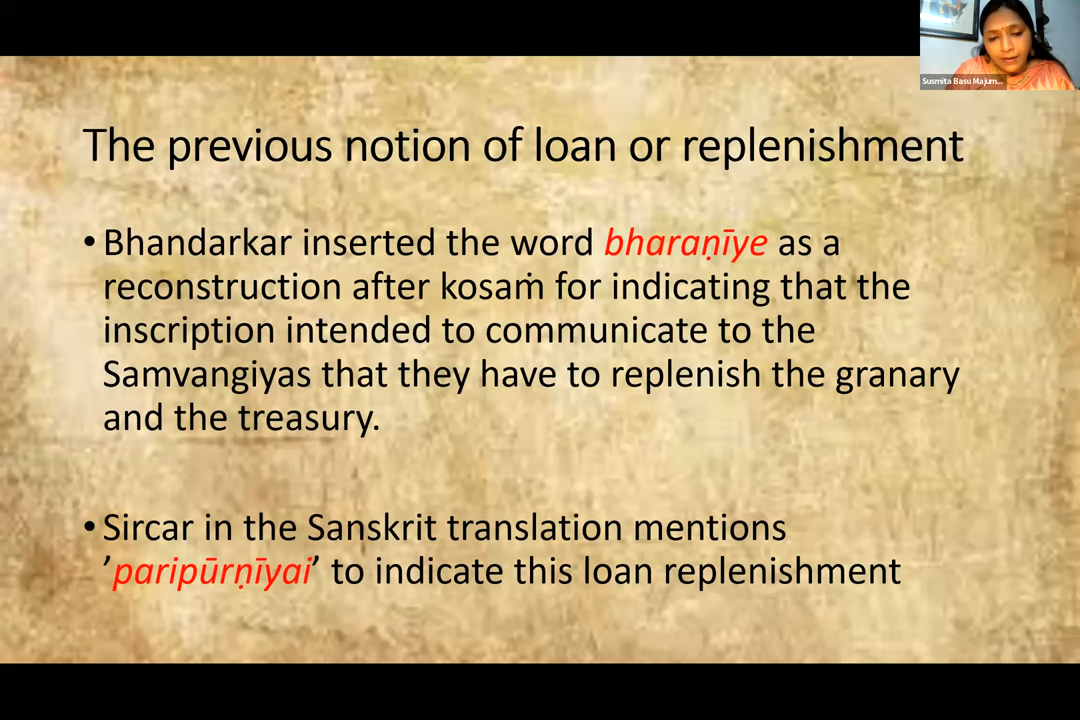 Susmita Basu Majum...
The previous notion of loan or replenishment
• Bhandarkar inserted the word bharaṇīye as a
reconstruction after kosaṁ for indicating that the
inscription intended to communicate to the
Samvangiyas that they have to replenish the granary
and the treasury.
• Sircar in the Sanskrit translation mentions
’paripūrṇīyai’ to indicate this loan replenishment